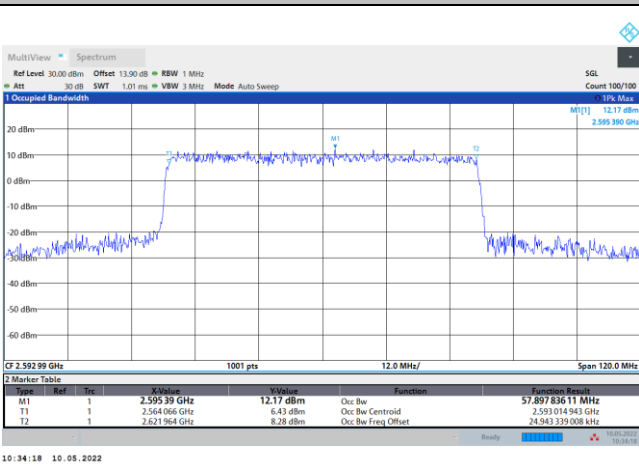 MultiView Spectrum
Ref Level 30.00 dBm Offset 13.90 dB RBW 1 MHz SGL
Att 30 dB SWT 1.01 ms VBW 3 MHz Mode Auto Sweep Count 100/100
1 Occupied Bandwidth 1Pk Max
M1[1] 12.17 dBm
2.595 390 GHz
20 dBm
M1
T1 T2
10 dBm
0 dBm
-10 dBm
-20 dBm
-30 dBm
-40 dBm
-50 dBm
-60 dBm
CF 2.592 99 GHz 1001 pts 12.0 MHz/ Span 120.0 MHz
2 Marker Table
Type Ref Trc X-Value Y-Value Function Function Result
M1 1 2.595 39 GHz 12.17 dBm Occ Bw 57.897 836 11 MHz
T1 1 2.564 066 GHz 6.43 dBm Occ Bw Centroid 2.593 014 943 GHz
T2 1 2.621 964 GHz 8.28 dBm Occ Bw Freq Offset 24.943 339 008 kHz
Ready 10.05.2022
10:34:18
10:34:18 10.05.2022